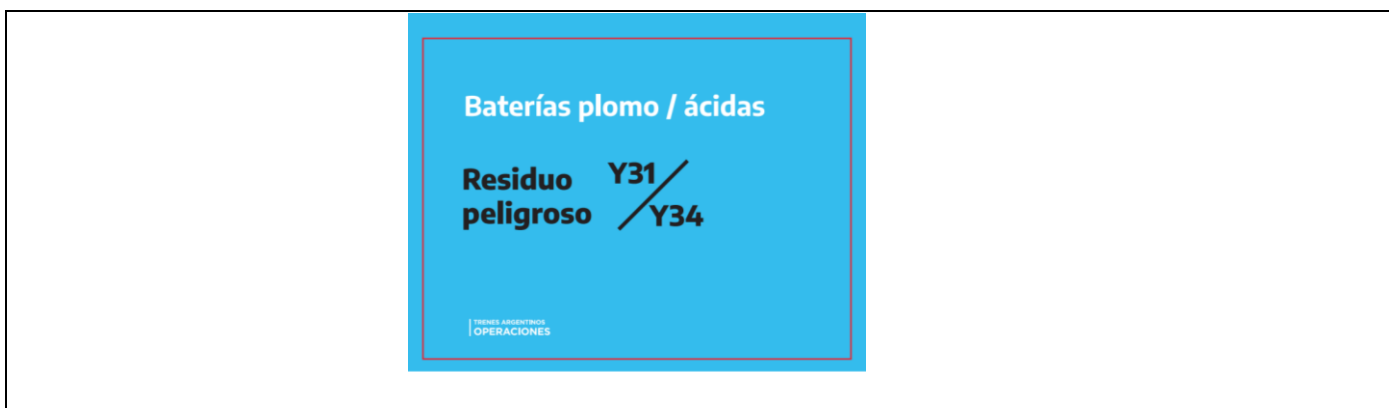 Baterías plomo / ácidas
Residuo peligroso Y31/Y34
TRENES ARGENTINOS
OPERACIONES